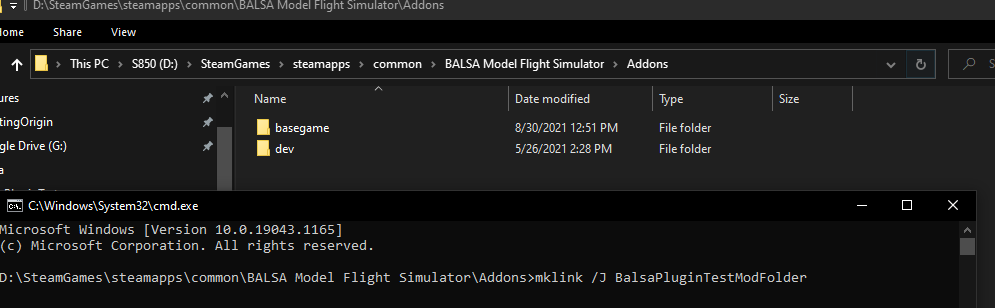 D:\SteamGames\steamapps\common\BALSA Model Flight Simulator\Addons
Home Share View
This PC > S850 (D:) > SteamGames > steamapps > common > BALSA Model Flight Simulator > Addons
Name Date modified Type Size
basegame 8/30/2021 12:51 PM File folder
dev 5/26/2021 2:28 PM File folder
ures
tingOrigin
gle Drive (G:)
a
C:\Windows\System32\cmd.exe
Microsoft Windows [Version 10.0.19043.1165]
(c) Microsoft Corporation. All rights reserved.
D:\SteamGames\steamapps\common\BALSA Model Flight Simulator\Addons>mklink /J BalsaPluginTestModFolder